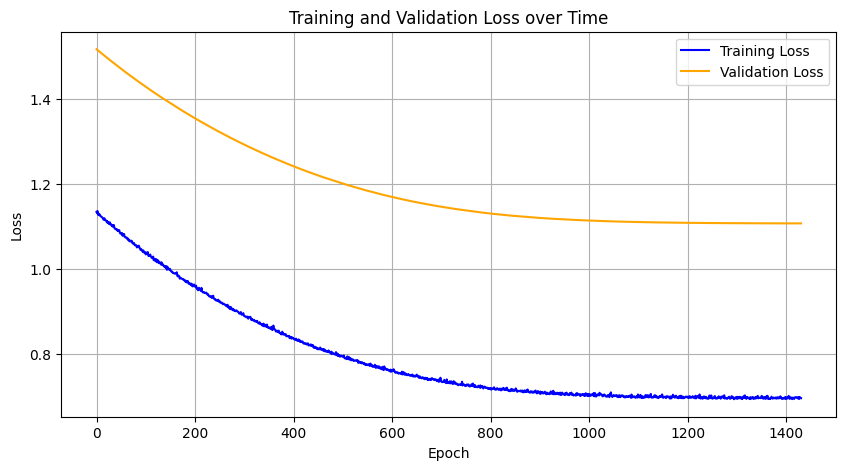 Training and Validation Loss over Time
Training Loss
Validation Loss
Loss
1.4
1.2
1.0
0.8
0 200 400 600 800 1000 1200 1400
Epoch